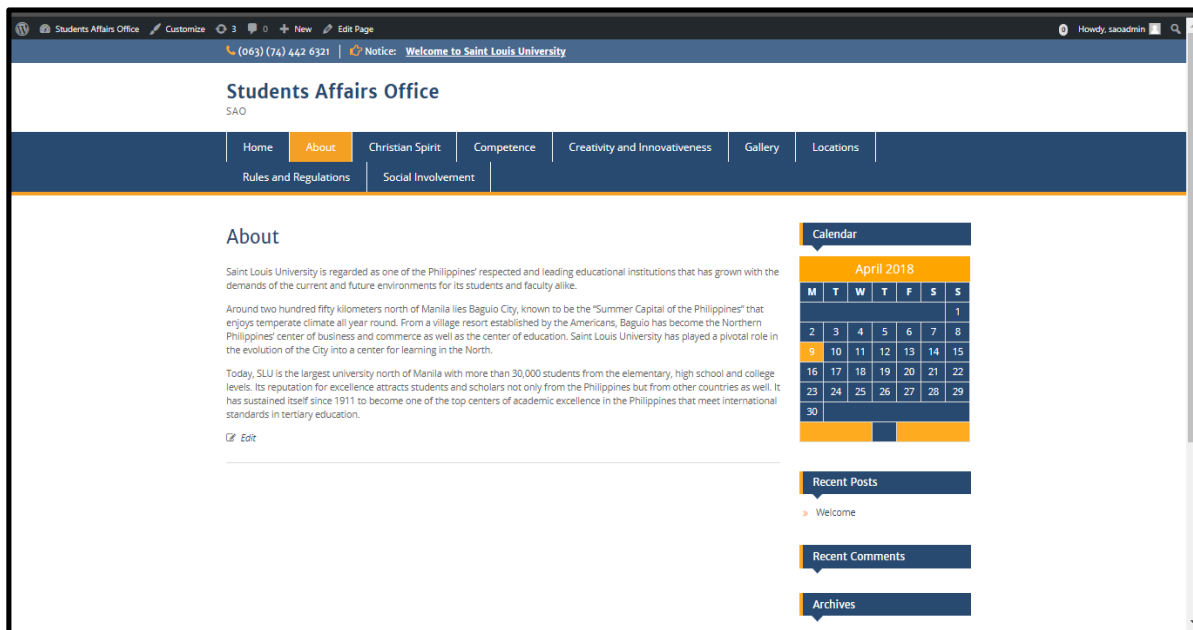 Students Affairs Office Customize 3 0 New Edit Page 0 Howdy, saoadmin
(063) (74) 442 6321 Notice: Welcome to Saint Louis University
Students Affairs Office
SAO
Home About Christian Spirit Competence Creativity and Innovativeness Gallery Locations
Rules and Regulations Social Involvement
About
Saint Louis University is regarded as one of the Philippines’ respected and leading educational institutions that has grown with the
demands of the current and future environments for its students and faculty alike.
Around two hundred fifty kilometers north of Manila lies Baguio City, known to be the “Summer Capital of the Philippines” that
enjoys temperate climate all year round. From a village resort established by the Americans, Baguio has become the Northern
Philippines’ center of business and commerce as well as the center of education. Saint Louis University has played a pivotal role in
the evolution of the City into a center for learning in the North.
Today, SLU is the largest university north of Manila with more than 30,000 students from the elementary, high school and college
levels. Its reputation for excellence attracts students and scholars not only from the Philippines but from other countries as well. It
has sustained itself since 1911 to become one of the top centers of academic excellence in the Philippines that meet international
standards in tertiary education.
Edit
Calendar
April 2018
M T W T F S S
1
2 3 4 5 6 7 8
9 10 11 12 13 14 15
16 17 18 19 20 21 22
23 24 25 26 27 28 29
30
Recent Posts
» Welcome
Recent Comments
Archives